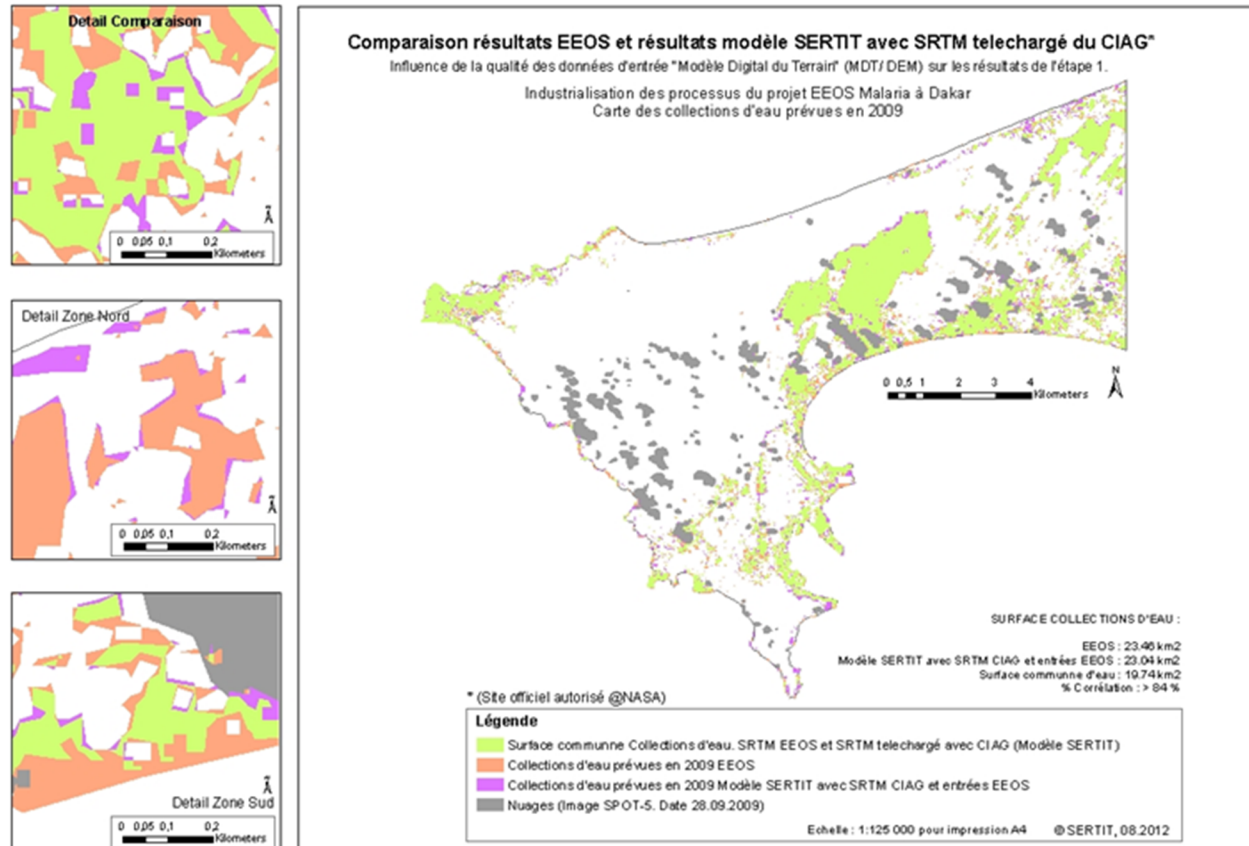 Detail Comparaison
0 0,05 0,1 0,2
Kilometers
Detail Zone Nord
0 0,05 0,1 0,2
Kilometers
Detail Zone Sud
0 0,05 0,1 0,2
Kilometers
Comparaison résultats EEOS et résultats modèle SERTIT avec SRTM telechargé du CIAG*
Influence de la qualité des données d'entrée "Modèle Digital du Terrain" (MDT/ DEM) sur les résultats de l'étape 1.
Industrialisation des processus du projet EEOS Malaria à Dakar
Carte des collections d'eau prévues en 2009
N
0 0,5 1 2 3 4
Kilometers
SURFACE COLLECTIONS D'EAU :
EEOS : 23.46 km2
Modèle SERTIT avec SRTM CIAG et entrées EEOS : 23.04 km2
Surface commune d'eau : 19.74 km2
% Corrélation : > 84 %
* (Site officiel autorisé @NASA)
Légende
Surface communne Collections d'eau. SRTM EEOS et SRTM telechargé avec CIAG (Modèle SERTIT)
Collections d'eau prévues en 2009 EEOS
Collections d'eau prévues en 2009 Modèle SERTIT avec SRTM CIAG et entrées EEOS
Nuages (Image SPOT-5. Date 28.09.2009)
Echelle : 1:125 000 pour impression A4 © SERTIT, 08.2012